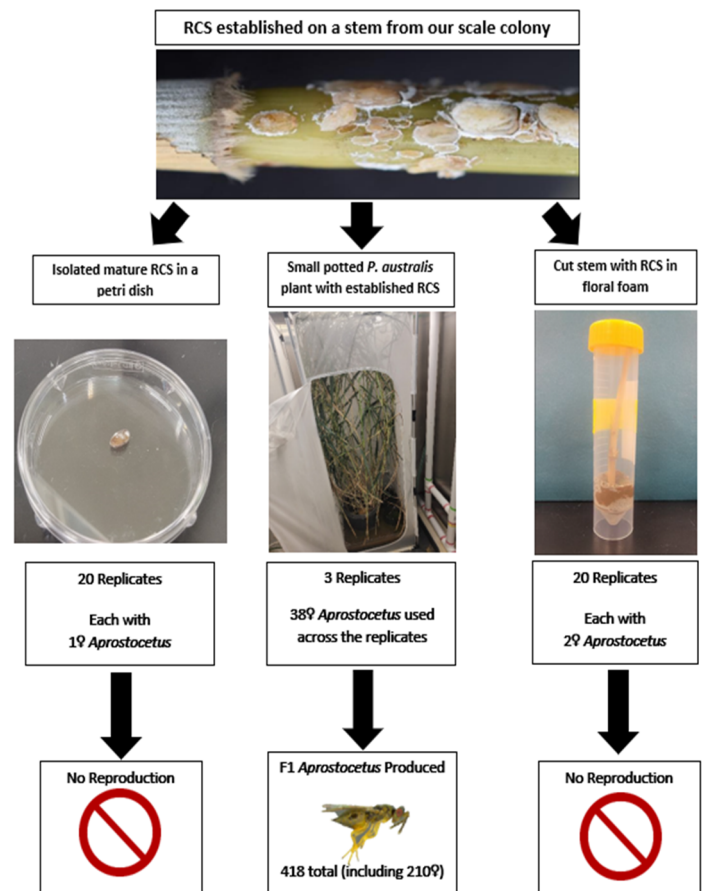 RCS established on a stem from our scale colony
Isolated mature RCS in a
petri dish
Small potted P. australis
plant with established RCS
Cut stem with RCS in
floral foam
20 Replicates
Each with
1♀ Aprostocetus
3 Replicates
38♀ Aprostocetus used
across the replicates
20 Replicates
Each with
2♀ Aprostocetus
No Reproduction
F1 Aprostocetus Produced
418 total (including 210♀)
No Reproduction